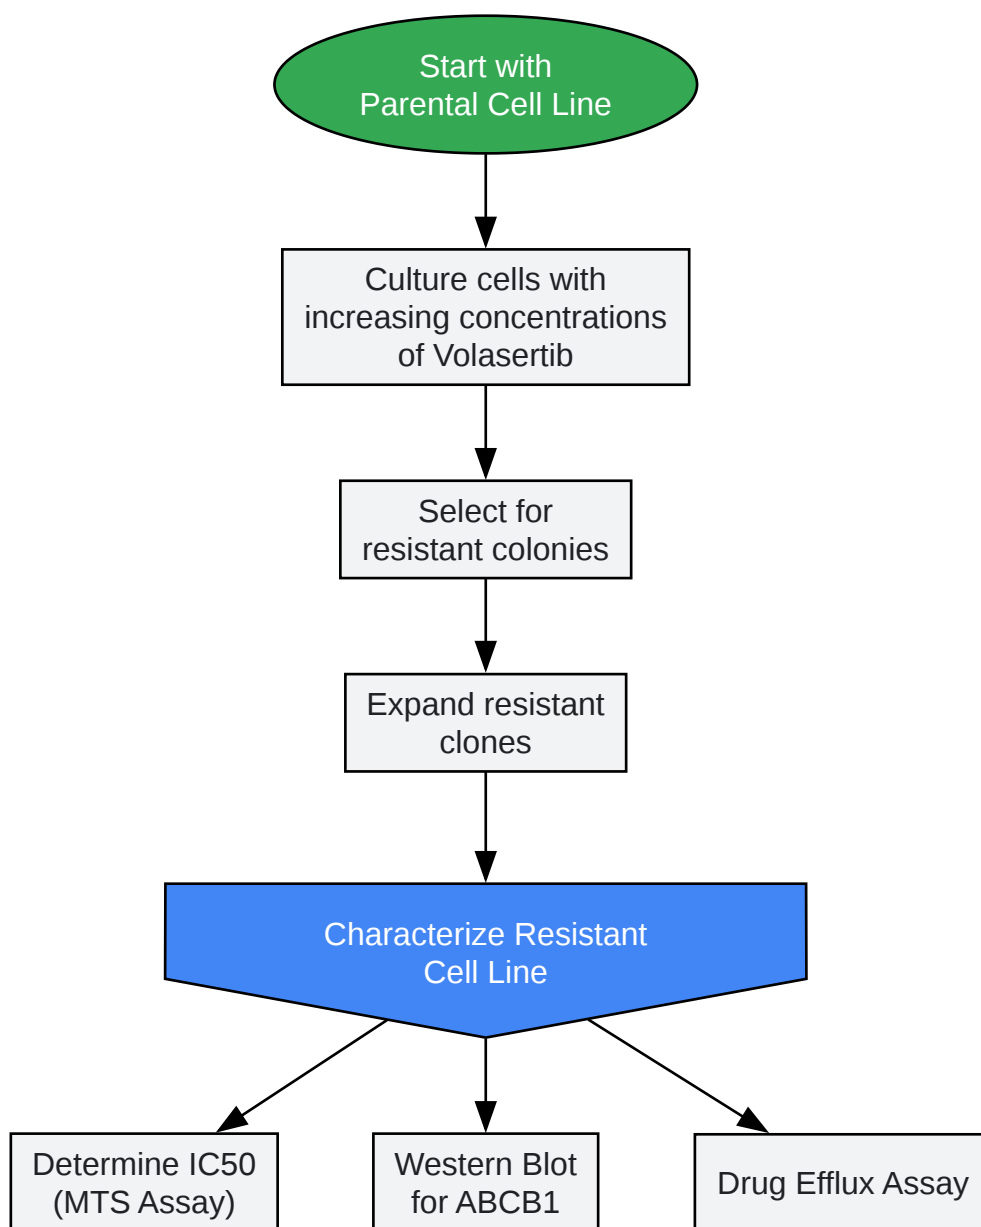 Start with
Parental Cell Line
Culture cells with
increasing concentrations
of Volasertib
Select for
resistant colonies
Expand resistant
clones
Characterize Resistant
Cell Line
Determine IC50
(MTS Assay)
Western Blot
for ABCB1
Drug Efflux Assay